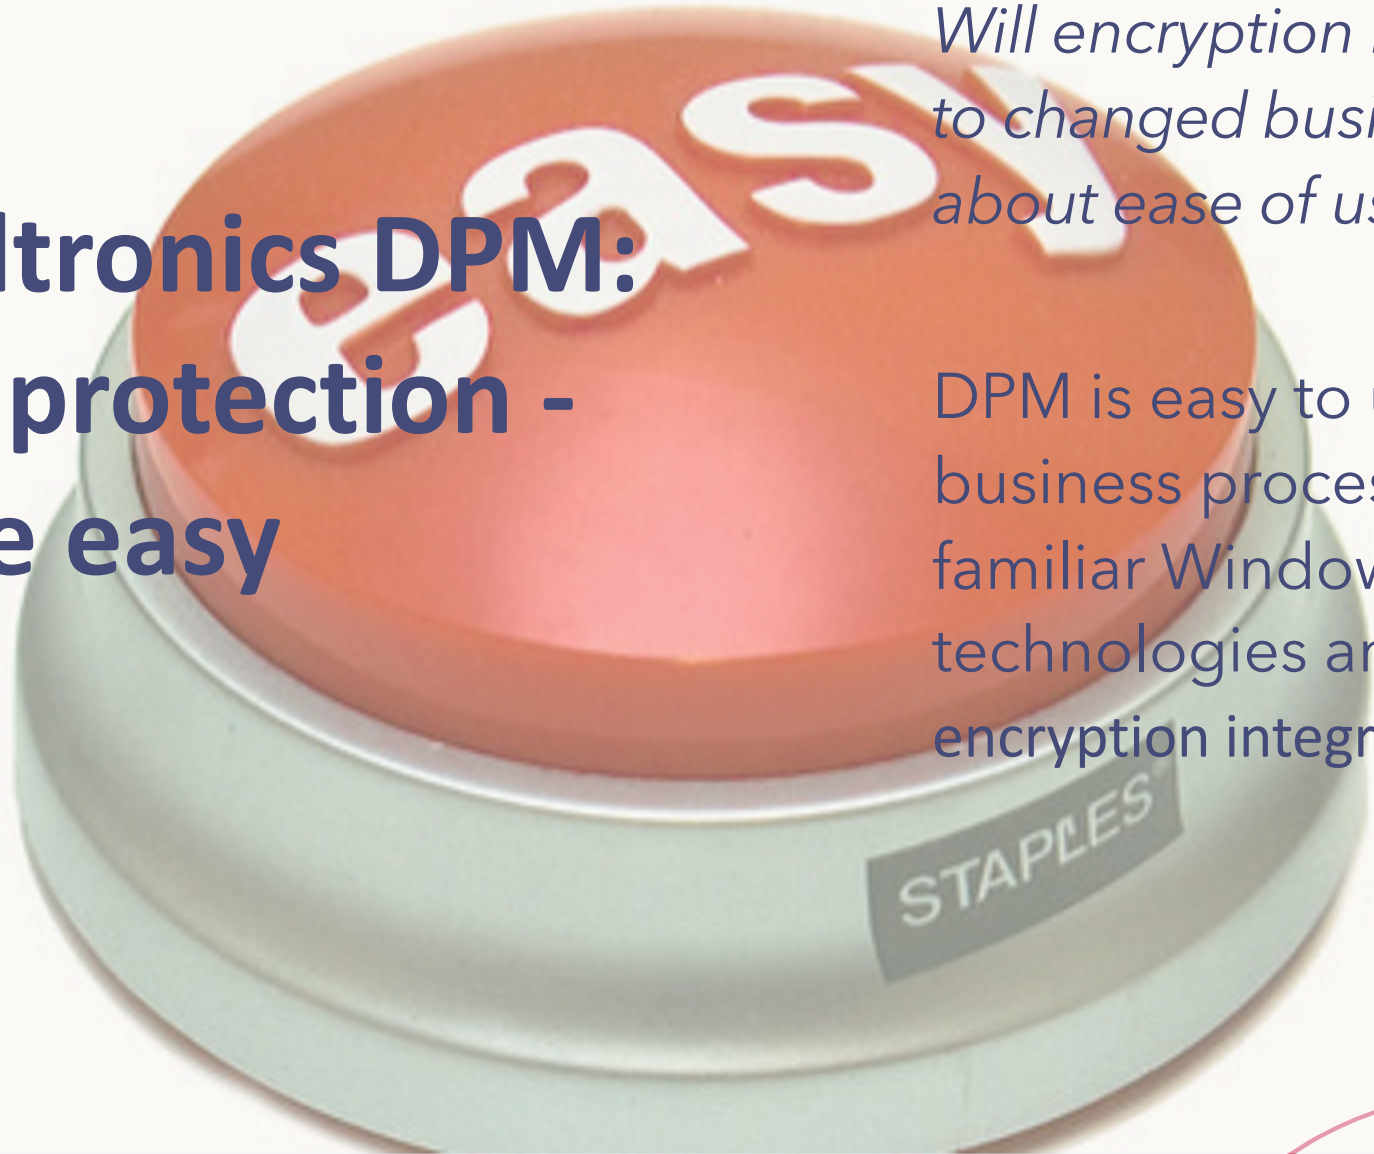 ltronics DPM:
protection -
e easy
Will encryption
to changed busi
about ease of us
DPM is easy to u
business proces
familiar Window
technologies an
encryption integr
easy
STAPLES